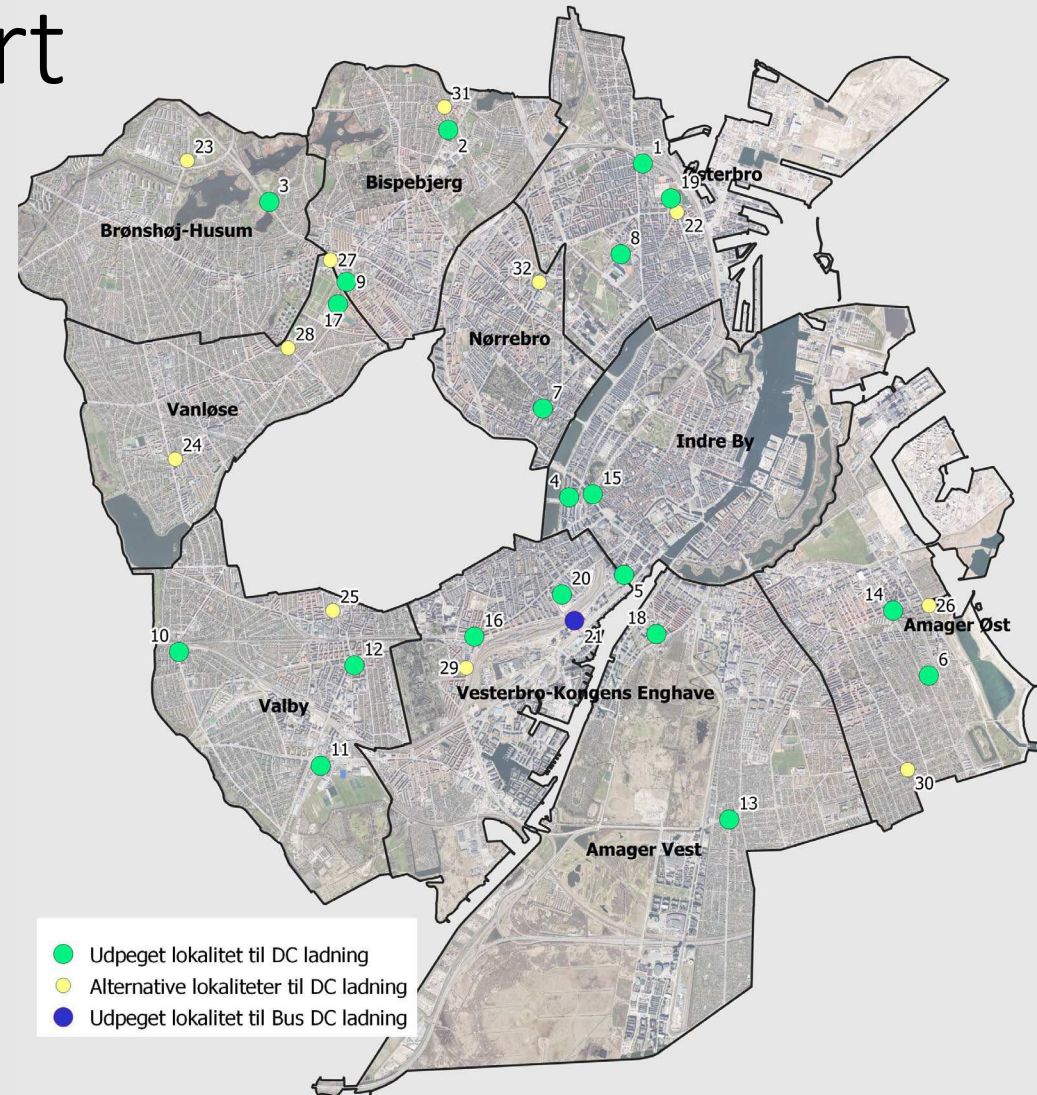 rt
31
2
23
3
1
19
sterbro
22
Bispebjerg
Brønshøj-Husum
8
27
9
32
17
28
Nørrebro
Vanløse
7
24
Indre By
4
15
20
5
25
14
26
Amager Øst
10
16
21
18
12
6
29
Vesterbro-Kongens Enghave
Valby
11
30
13
Amager Vest
Udpeget lokalitet til DC ladning
Alternative lokaliteter til DC ladning
Udpeget lokalitet til Bus DC ladning